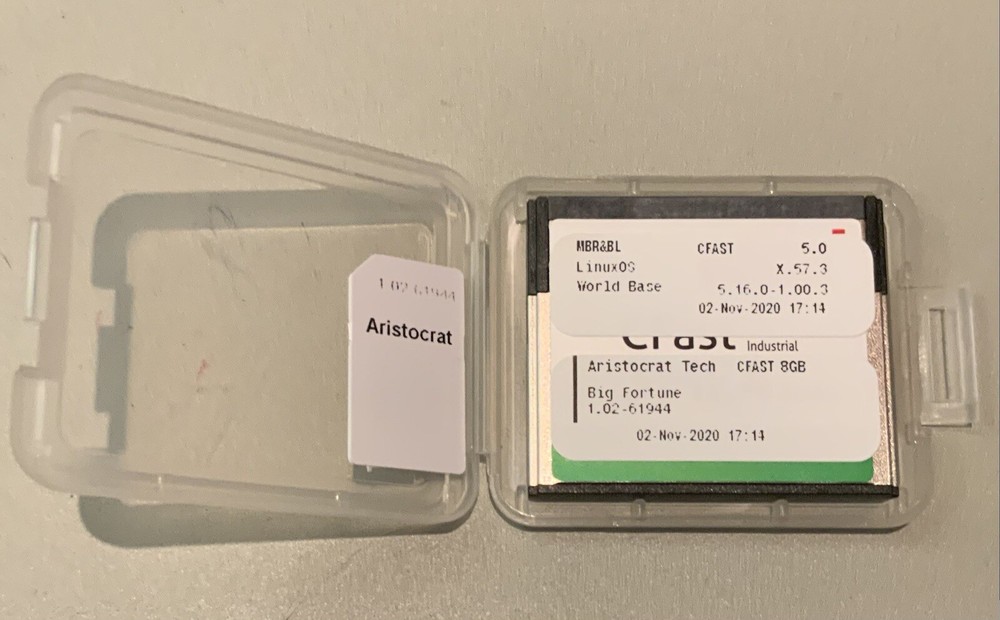 1.02-61944
Aristocrat
MBR&BL CFAST 5.0
LinuxOS X.57.3
World Base 5.16.0-1.00.3
02-Nov-2020 17:14
CFast Industrial
Aristocrat Tech CFAST 8GB
Big Fortune
1.02-61944
02-Nov-2020 17:14